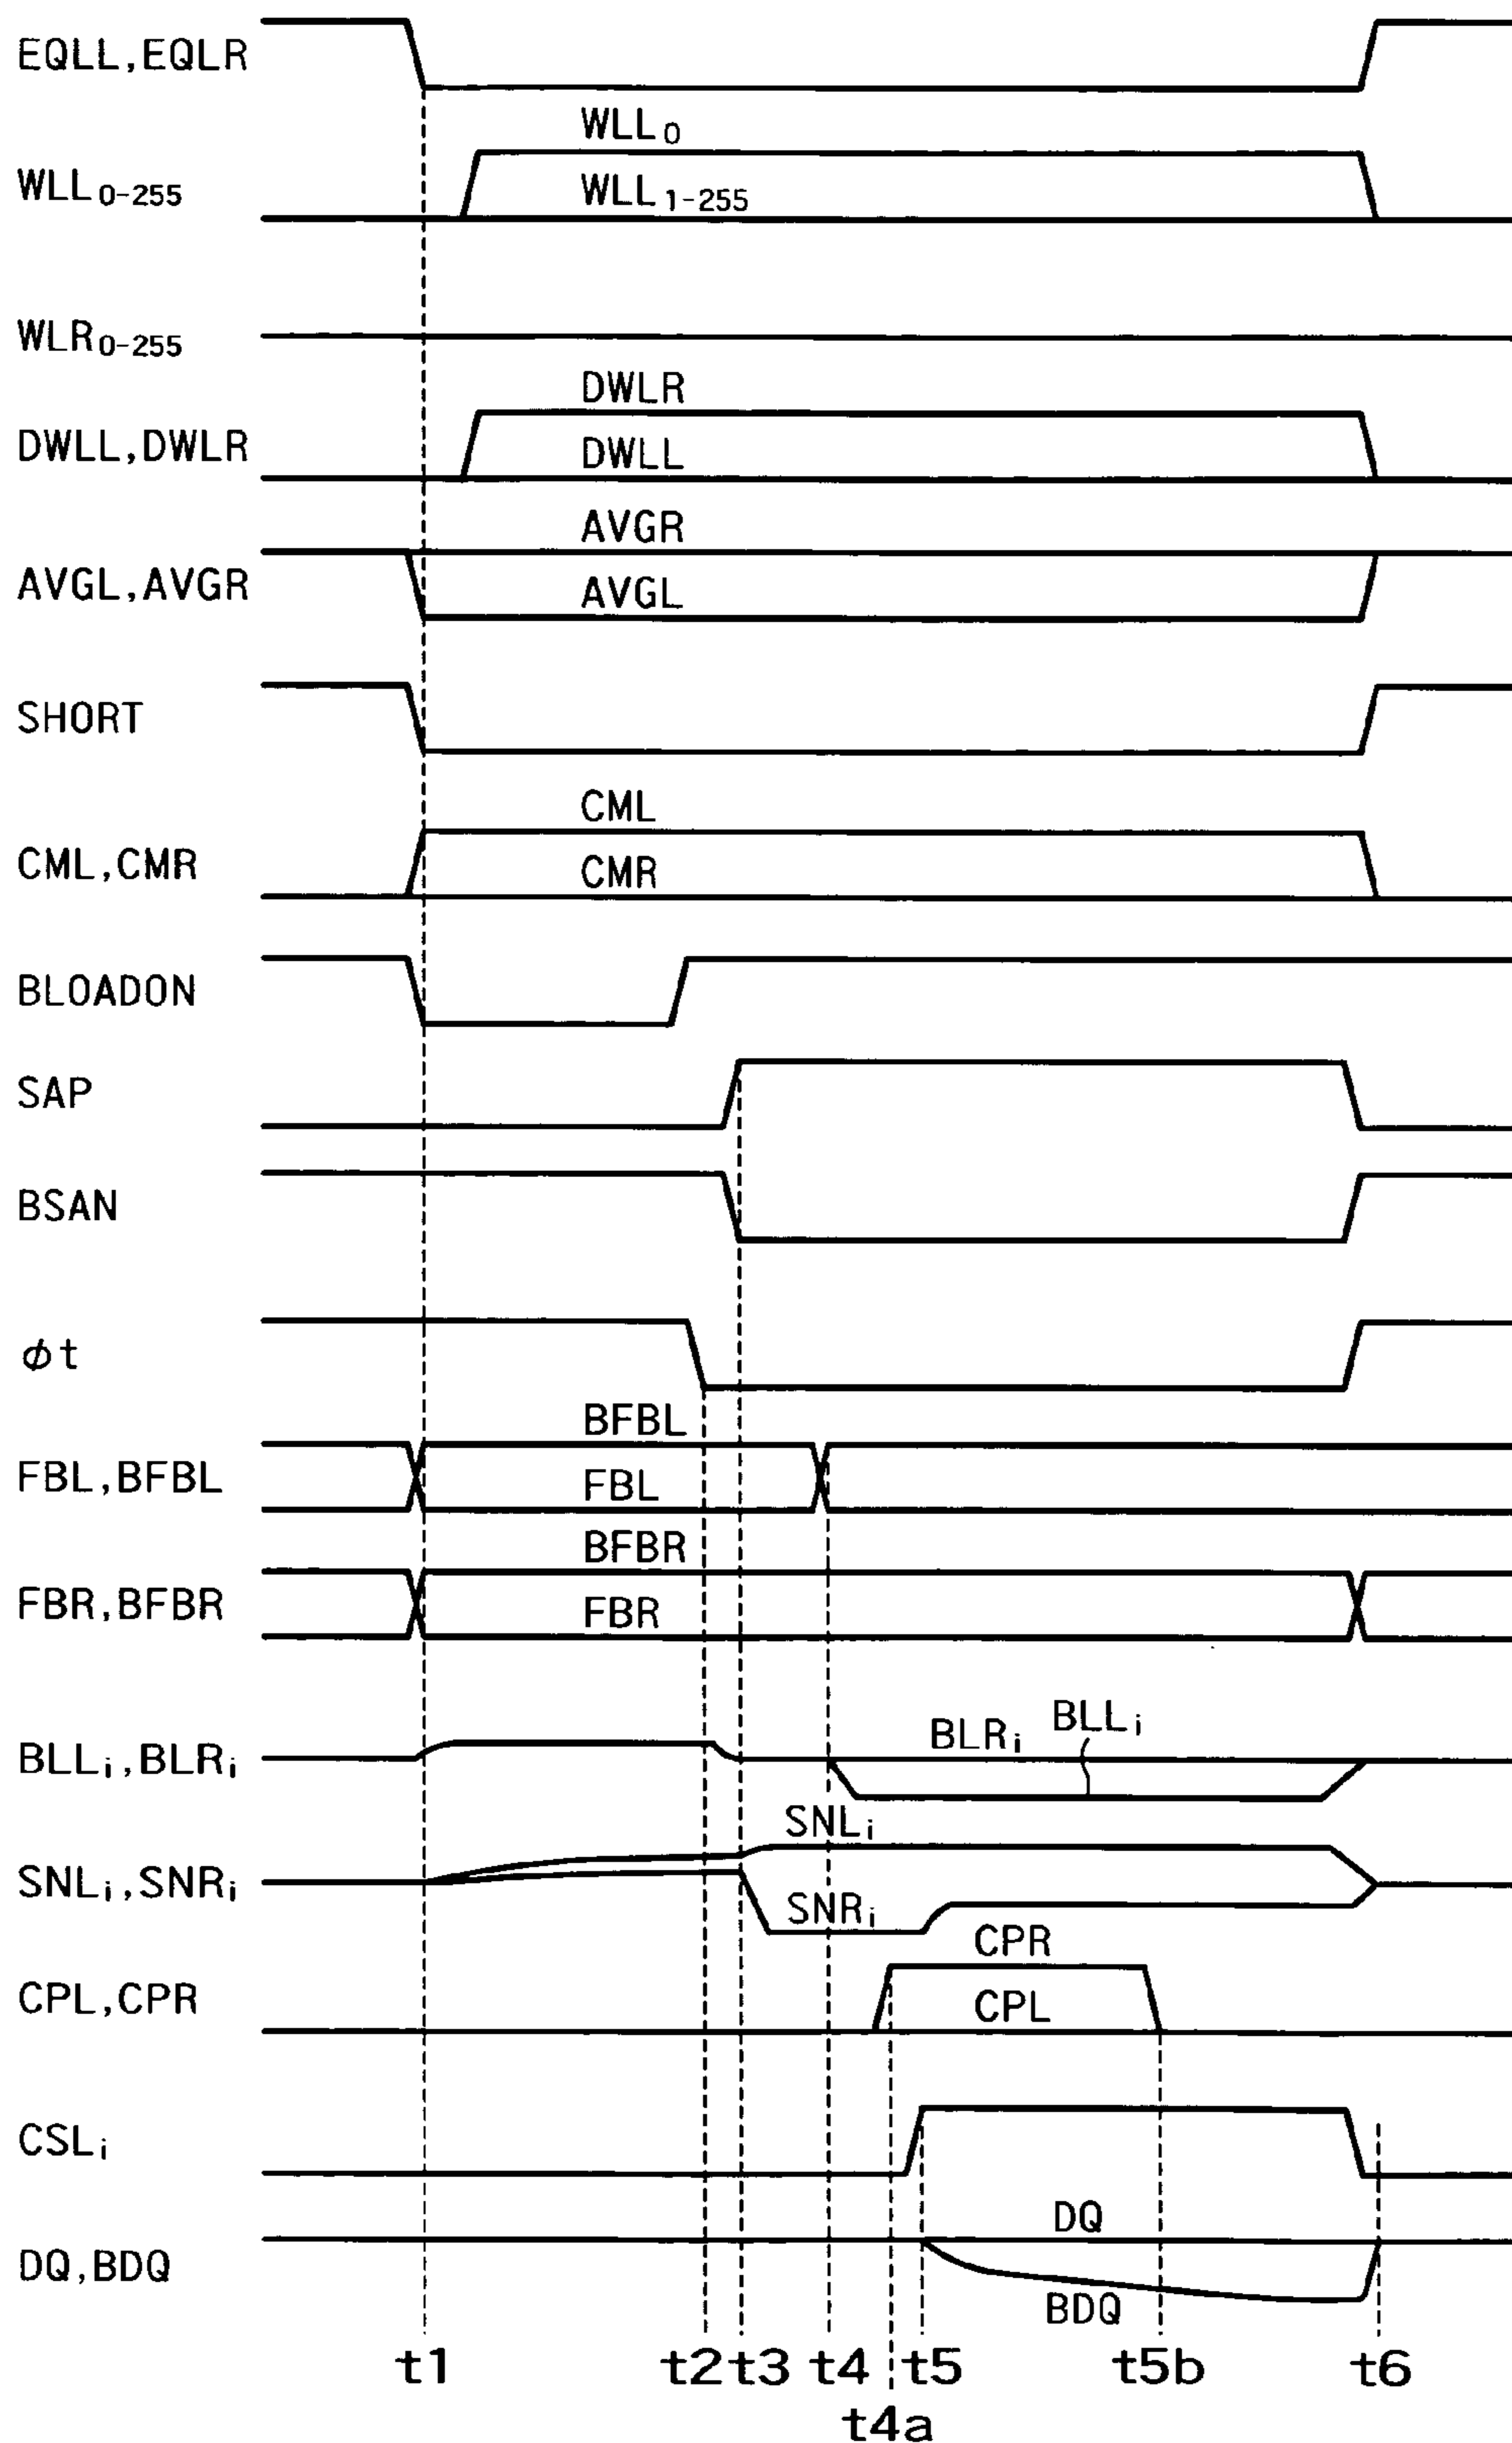 EQLL,EQLR
WLL0
WLL0-255
WLL1-255
WLR0-255
DWLR
DWLL,DWLR
DWLL
AVGR
AVGL,AVGR
AVGL
SHORT
CML
CML,CMR
CMR
BLOADON
SAP
BSAN
φt
BFBL
FBL,BFBL
FBL
BFBR
FBR,BFBR
FBR
BLLi,BLRi
BLRi
BLLi
SNLi
SNLi,SNRi
SNRi
CPR
CPL,CPR
CPL
CSLi
DQ
DQ,BDQ
BDQ
t1 t2 t3 t4 t5 t5b t6
t4a